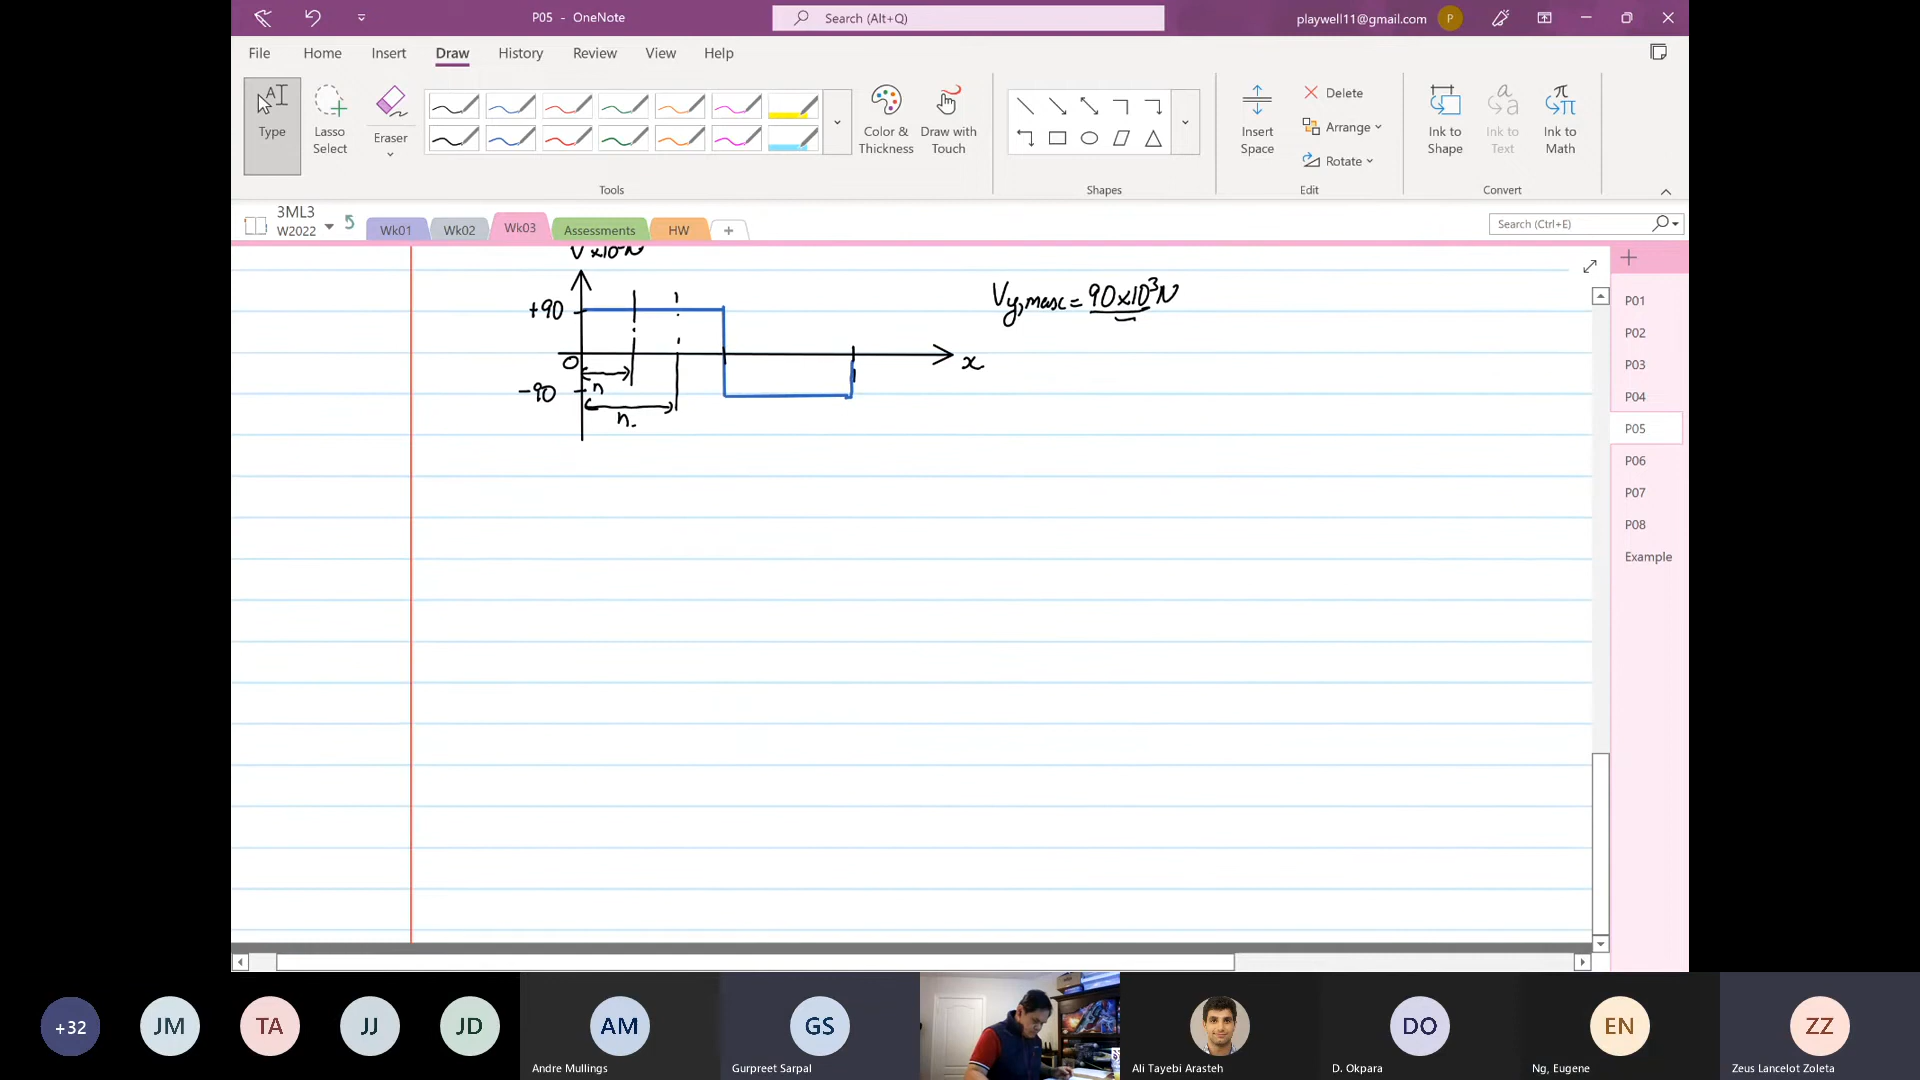 P05 - OneNote
Search (Alt+Q)
playwell11@gmail.com
P
File
Home
Insert
Draw
History
Review
View
Help
Type
Lasso Select
Eraser
Color & Thickness
Draw with Touch
Insert Space
Delete
Arrange
Rotate
Ink to Shape
Ink to Text
Ink to Math
Tools
Shapes
Edit
Convert
3ML3
W2022
Wk01
Wk02
Wk03
Assessments
HW
Search (Ctrl+E)
P01
P02
P03
P04
P05
P06
P07
P08
Example
+90
0
-90
n
n.
x
Vy,max = 90x10³N
+32
JM
TA
JJ
JD
AM
Andre Mullings
GS
Gurpreet Sarpal
Ali Tayebi Arasteh
DO
D. Okpara
EN
Ng, Eugene
ZZ
Zeus Lancelot Zoleta